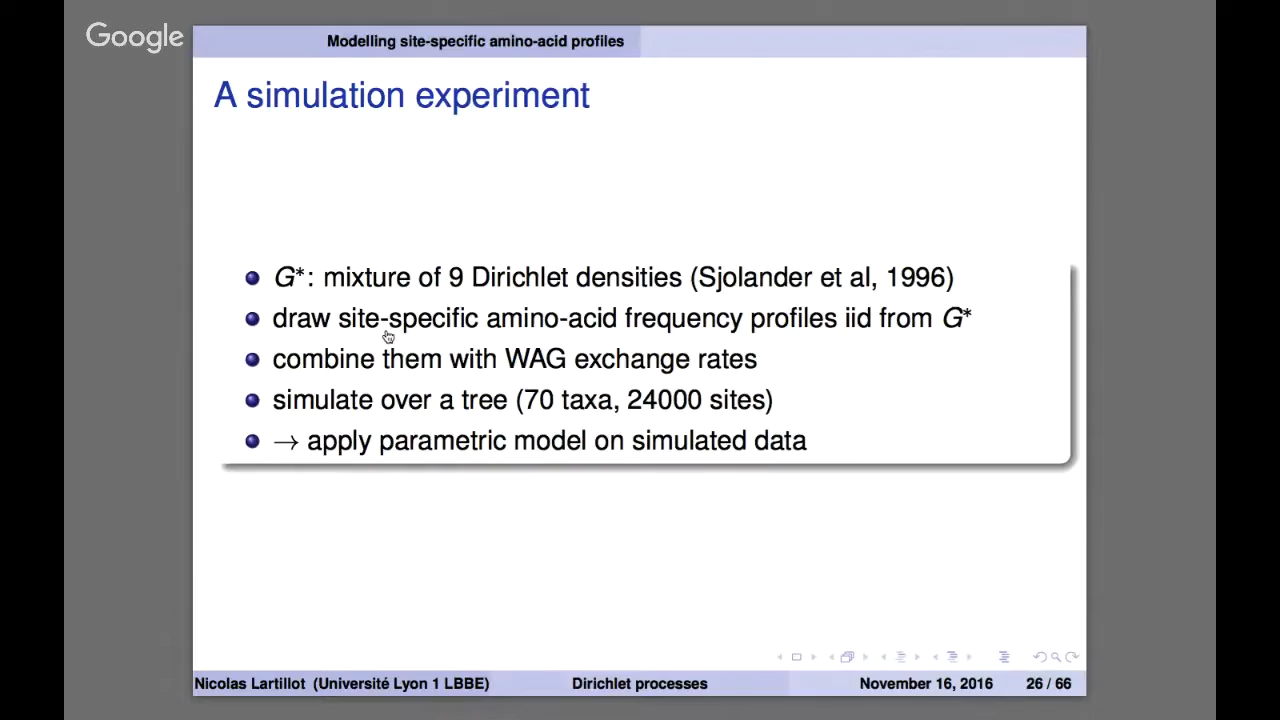 Google
Modelling site-specific amino-acid profiles
A simulation experiment
G*: mixture of 9 Dirichlet densities (Sjolander et al, 1996)
draw site-specific amino-acid frequency profiles iid from G*
combine them with WAG exchange rates
simulate over a tree (70 taxa, 24000 sites)
→ apply parametric model on simulated data
Nicolas Lartillot (Université Lyon 1 LBBE)
Dirichlet processes
November 16, 2016
26 / 66